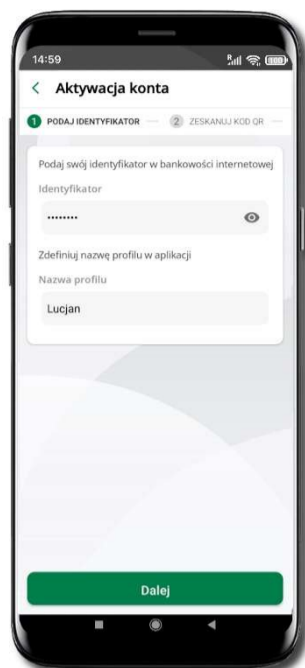 14:59
Aktywacja konta
1 PODAJ IDENTYFIKATOR 2 ZESKANUJ KOD QR
Podaj swój identyfikator w bankowości internetowej
Identyfikator
••••••••
Zdefiniuj nazwę profilu w aplikacji
Nazwa profilu
Lucjan
Dalej